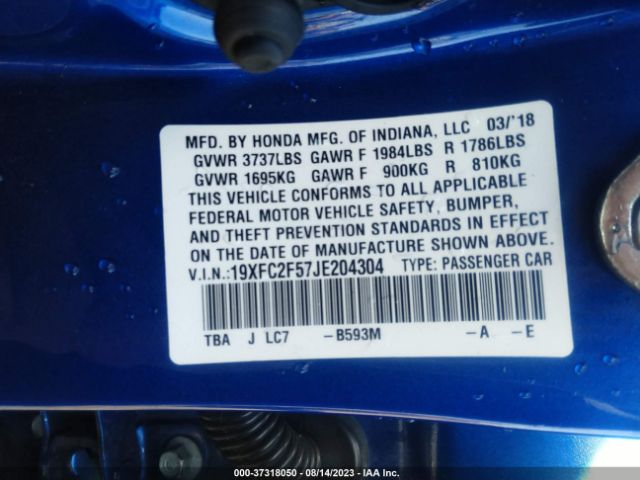 MFD. BY HONDA MFG. OF INDIANA, LLC 03/'18
GVWR 3737LBS GAWR F 1984LBS R 1786LBS
GVWR 1695KG GAWR F 900KG R 810KG
THIS VEHICLE CONFORMS TO ALL APPLICABLE
FEDERAL MOTOR VEHICLE SAFETY, BUMPER,
AND THEFT PREVENTION STANDARDS IN EFFECT
ON THE DATE OF MANUFACTURE SHOWN ABOVE.
V.I.N.:19XFC2F57JE204304 TYPE: PASSENGER CAR
TBA J LC7 -B593M -A -E
000-37318050 - 08/14/2023 - IAA Inc.